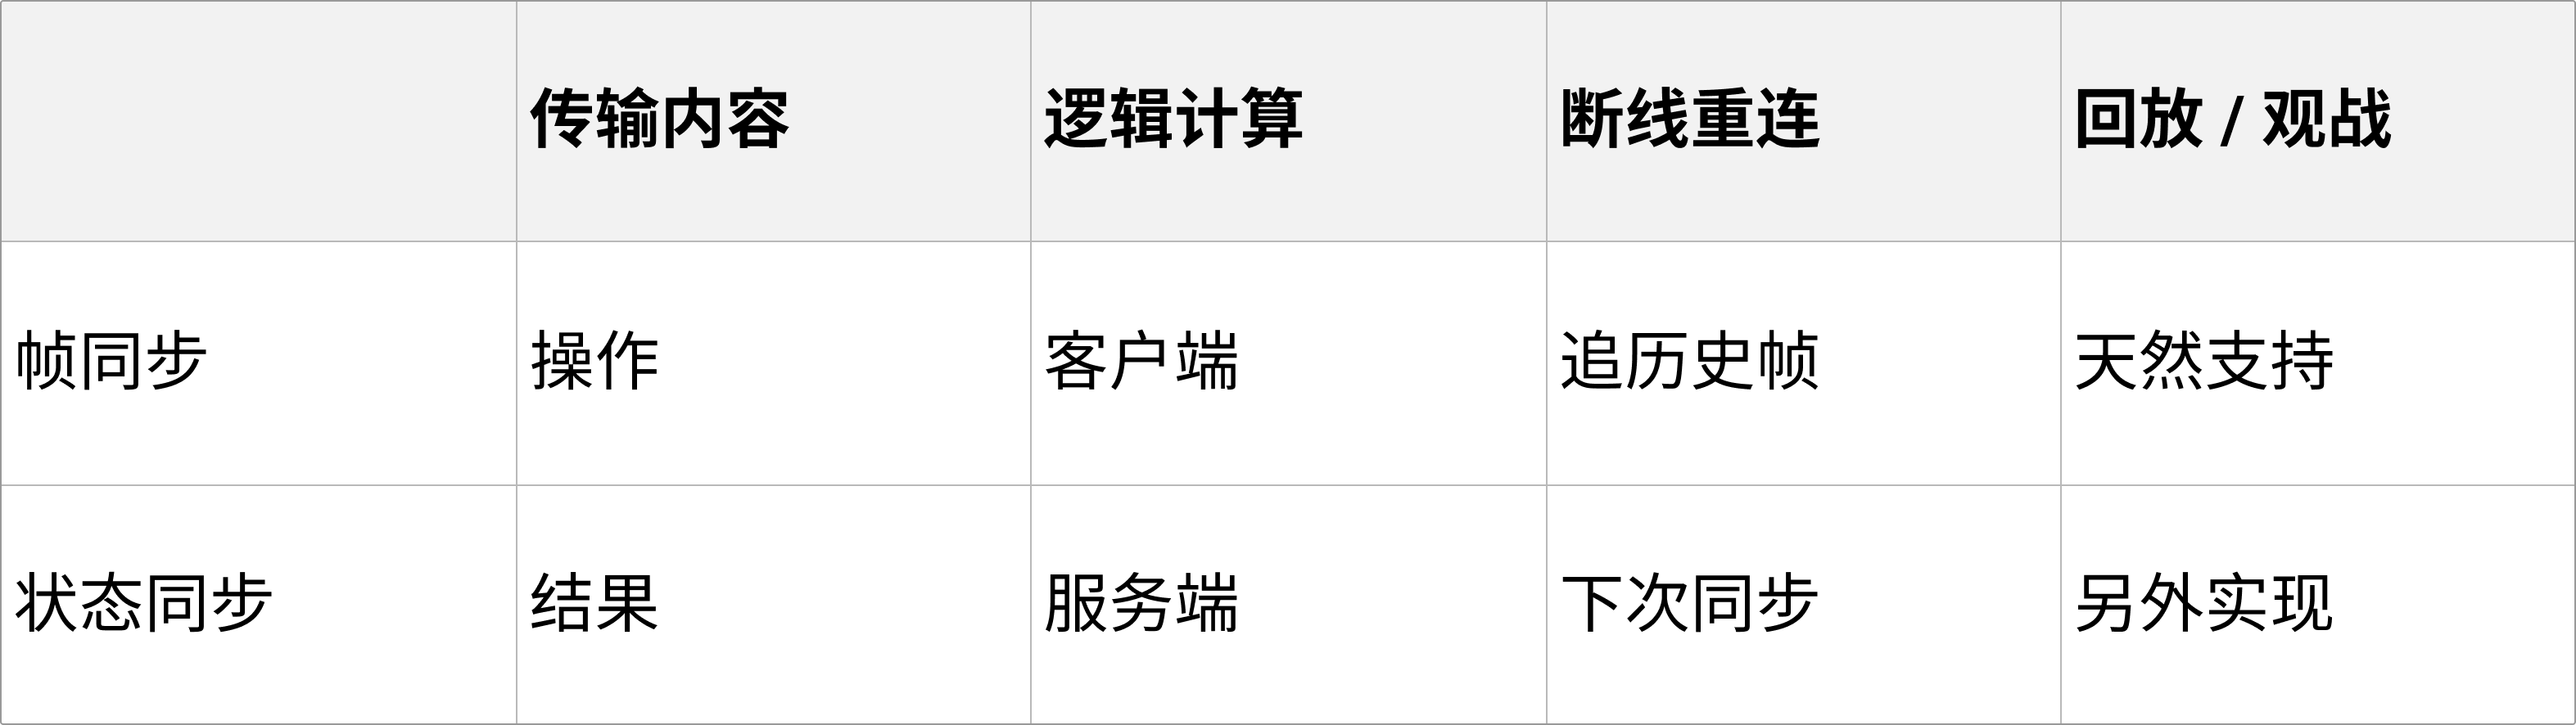 传输内容 逻辑计算 断线重连 回放 / 观战
帧同步 操作 客户端 追历史帧 天然支持
状态同步 结果 服务端 下次同步 另外实现